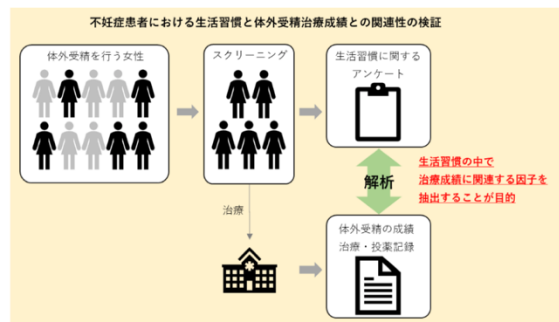 不妊症患者における生活習慣と体外受精治療成績との関連性の検証
体外受精を行う女性
スクリーニング
生活習慣に関する
アンケート
解析
生活習慣の中で
治療成績に関連する因子を
抽出することが目的
治療
体外受精の成績
治療・投薬記録